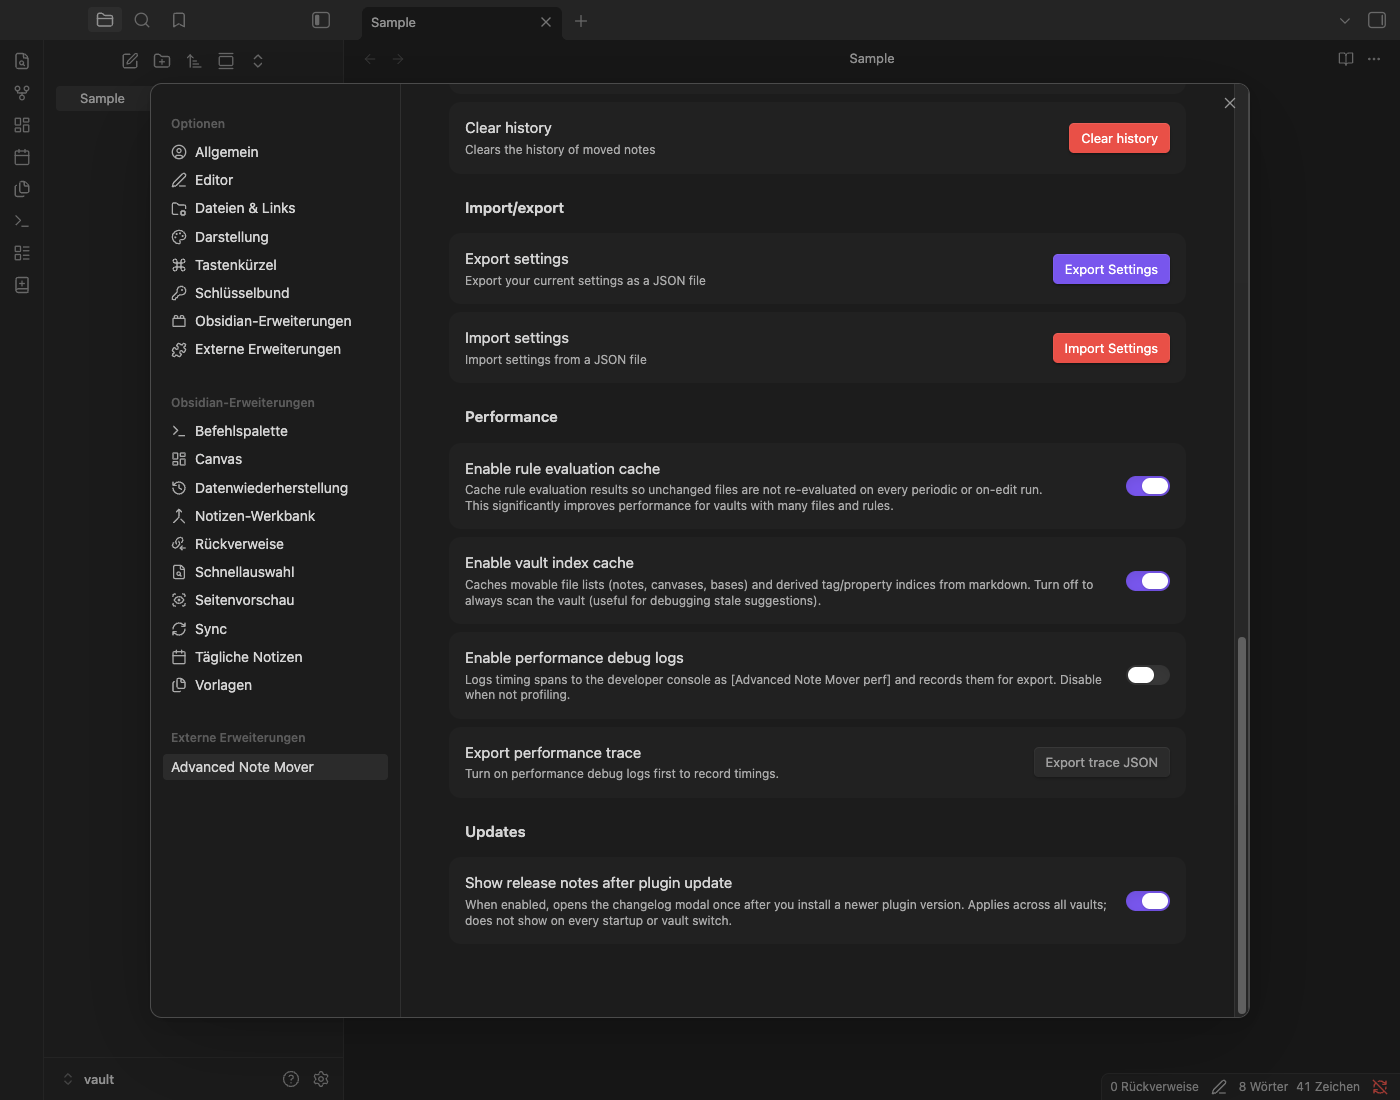 Sample
Sample
Sample
Optionen
Allgemein
Editor
Dateien & Links
Darstellung
Tastenkürzel
Schlüsselbund
Obsidian-Erweiterungen
Externe Erweiterungen
Obsidian-Erweiterungen
Befehlspalette
Canvas
Datenwiederherstellung
Notizen-Werkbank
Rückverweise
Schnellauswahl
Seitenvorschau
Sync
Tägliche Notizen
Vorlagen
Externe Erweiterungen
Advanced Note Mover
Clear history
Clears the history of moved notes
Clear history
Import/export
Export settings
Export your current settings as a JSON file
Export Settings
Import settings
Import settings from a JSON file
Import Settings
Performance
Enable rule evaluation cache
Cache rule evaluation results so unchanged files are not re-evaluated on every periodic or on-edit run.
This significantly improves performance for vaults with many files and rules.
Enable vault index cache
Caches movable file lists (notes, canvases, bases) and derived tag/property indices from markdown. Turn off to
always scan the vault (useful for debugging stale suggestions).
Enable performance debug logs
Logs timing spans to the developer console as [Advanced Note Mover perf] and records them for export. Disable
when not profiling.
Export performance trace
Turn on performance debug logs first to record timings.
Export trace JSON
Updates
Show release notes after plugin update
When enabled, opens the changelog modal once after you install a newer plugin version. Applies across all vaults;
does not show on every startup or vault switch.
vault
0 Rückverweise
8 Wörter
41 Zeichen